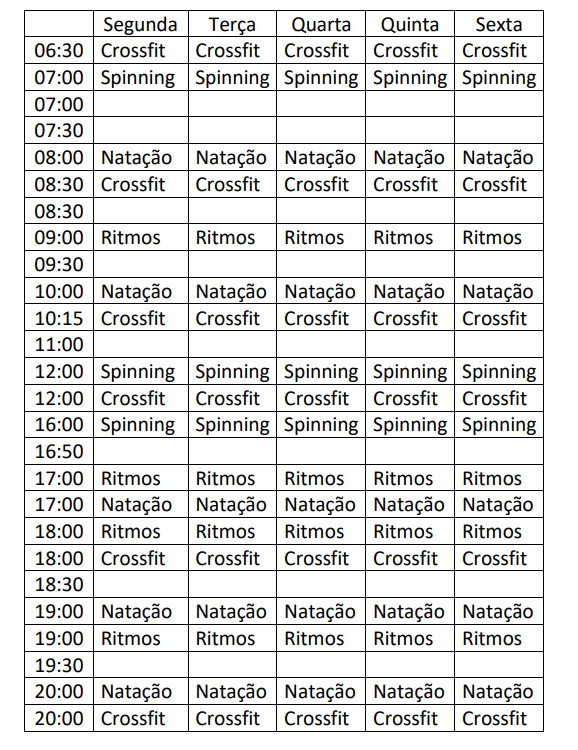 Segunda Terça Quarta Quinta Sexta
06:30 Crossfit Crossfit Crossfit Crossfit Crossfit
07:00 Spinning Spinning Spinning Spinning Spinning
07:00
07:30
08:00 Natação Natação Natação Natação Natação
08:30 Crossfit Crossfit Crossfit Crossfit Crossfit
08:30
09:00 Ritmos Ritmos Ritmos Ritmos Ritmos
09:30
10:00 Natação Natação Natação Natação Natação
10:15 Crossfit Crossfit Crossfit Crossfit Crossfit
11:00
12:00 Spinning Spinning Spinning Spinning Spinning
12:00 Crossfit Crossfit Crossfit Crossfit Crossfit
16:00 Spinning Spinning Spinning Spinning Spinning
16:50
17:00 Ritmos Ritmos Ritmos Ritmos Ritmos
17:00 Natação Natação Natação Natação Natação
18:00 Ritmos Ritmos Ritmos Ritmos Ritmos
18:00 Crossfit Crossfit Crossfit Crossfit Crossfit
18:30
19:00 Natação Natação Natação Natação Natação
19:00 Ritmos Ritmos Ritmos Ritmos Ritmos
19:30
20:00 Natação Natação Natação Natação Natação
20:00 Crossfit Crossfit Crossfit Crossfit Crossfit